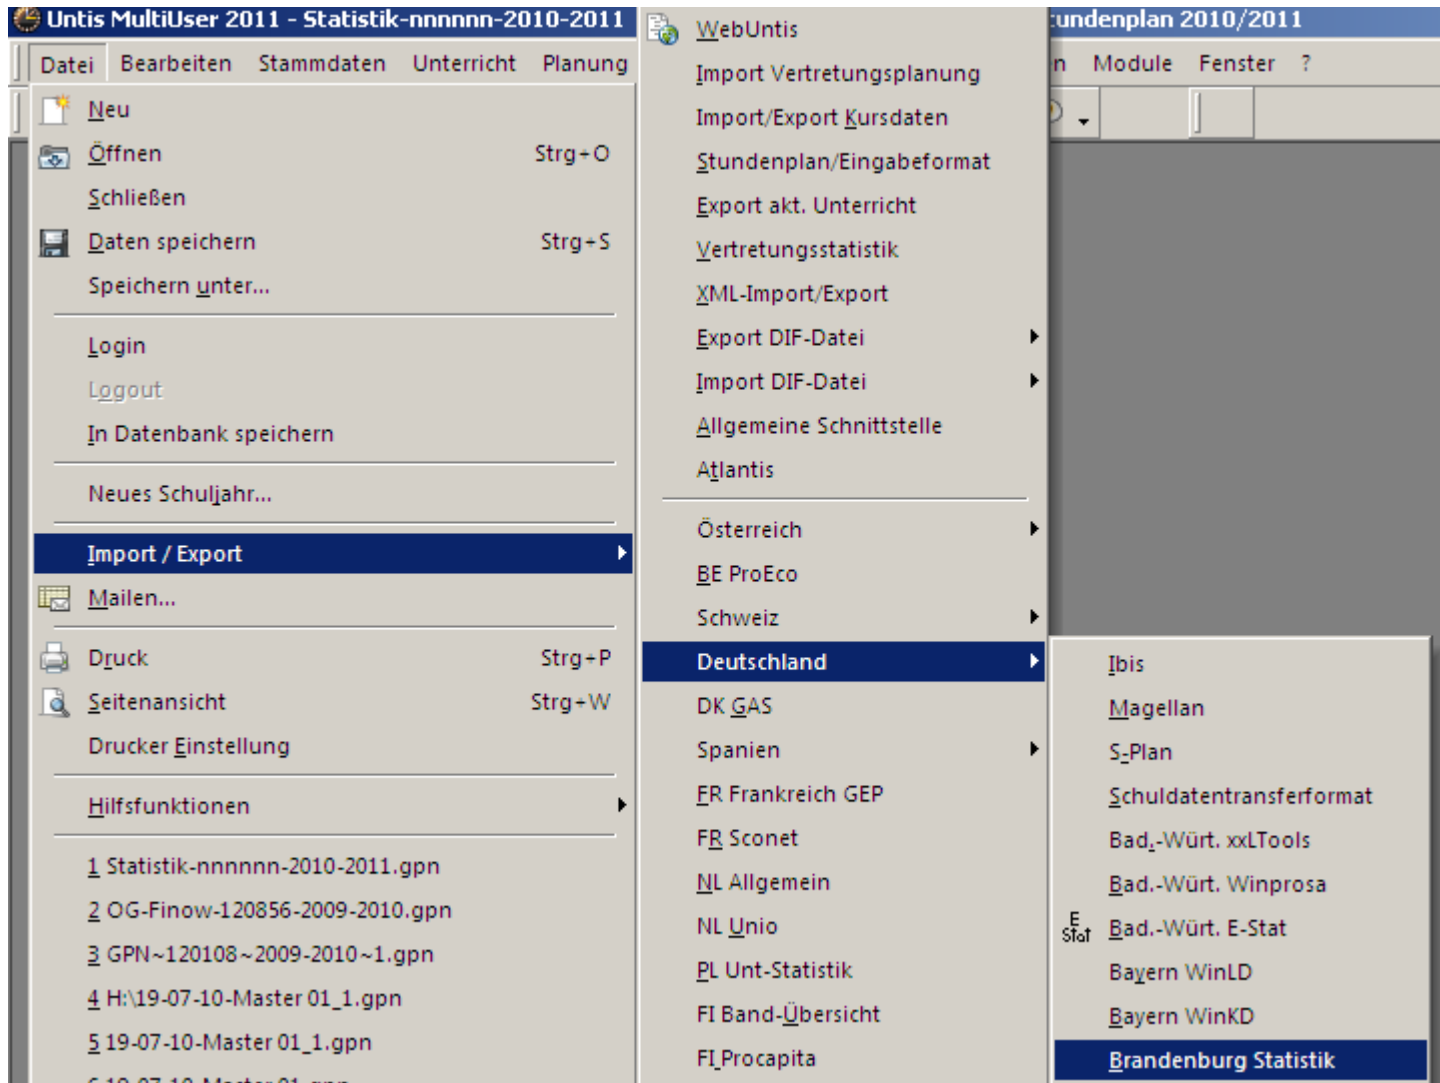 Untis MultiUser 2011 - Statistik-nnnnnn-2010-2011
tundenplan 2010/2011
Datei Bearbeiten Stammdaten Unterricht Planung
n Module Fenster ?
Neu
Öffnen Strg+O
Schließen
Daten speichern Strg+S
Speichern unter...
Login
Logout
In Datenbank speichern
Neues Schuljahr...
Import / Export
Mailen...
Druck Strg+P
Seitenansicht Strg+W
Drucker Einstellung
Hilfsfunktionen
1 Statistik-nnnnnn-2010-2011.gpn
2 OG-Finow-120856-2009-2010.gpn
3 GPN~120108~2009-2010~1.gpn
4 H:\19-07-10-Master 01_1.gpn
5 19-07-10-Master 01_1.gpn
WebUntis
Import Vertretungsplanung
Import/Export Kursdaten
Stundenplan/Eingabeformat
Export akt. Unterricht
Vertretungsstatistik
XML-Import/Export
Export DIF-Datei
Import DIF-Datei
Allgemeine Schnittstelle
Atlantis
Österreich
BE ProEco
Schweiz
Deutschland
DK GAS
Spanien
FR Frankreich GEP
FR Sconet
NL Allgemein
NL Unio
PL Unt-Statistik
FI Band-Übersicht
FI_Procapita
Ibis
Magellan
S-Plan
Schuldatentransferformat
Bad.-Würt. xxLTools
Bad.-Würt. Winprosa
E Stat Bad.-Würt. E-Stat
Bayern WinLD
Bayern WinKD
Brandenburg Statistik